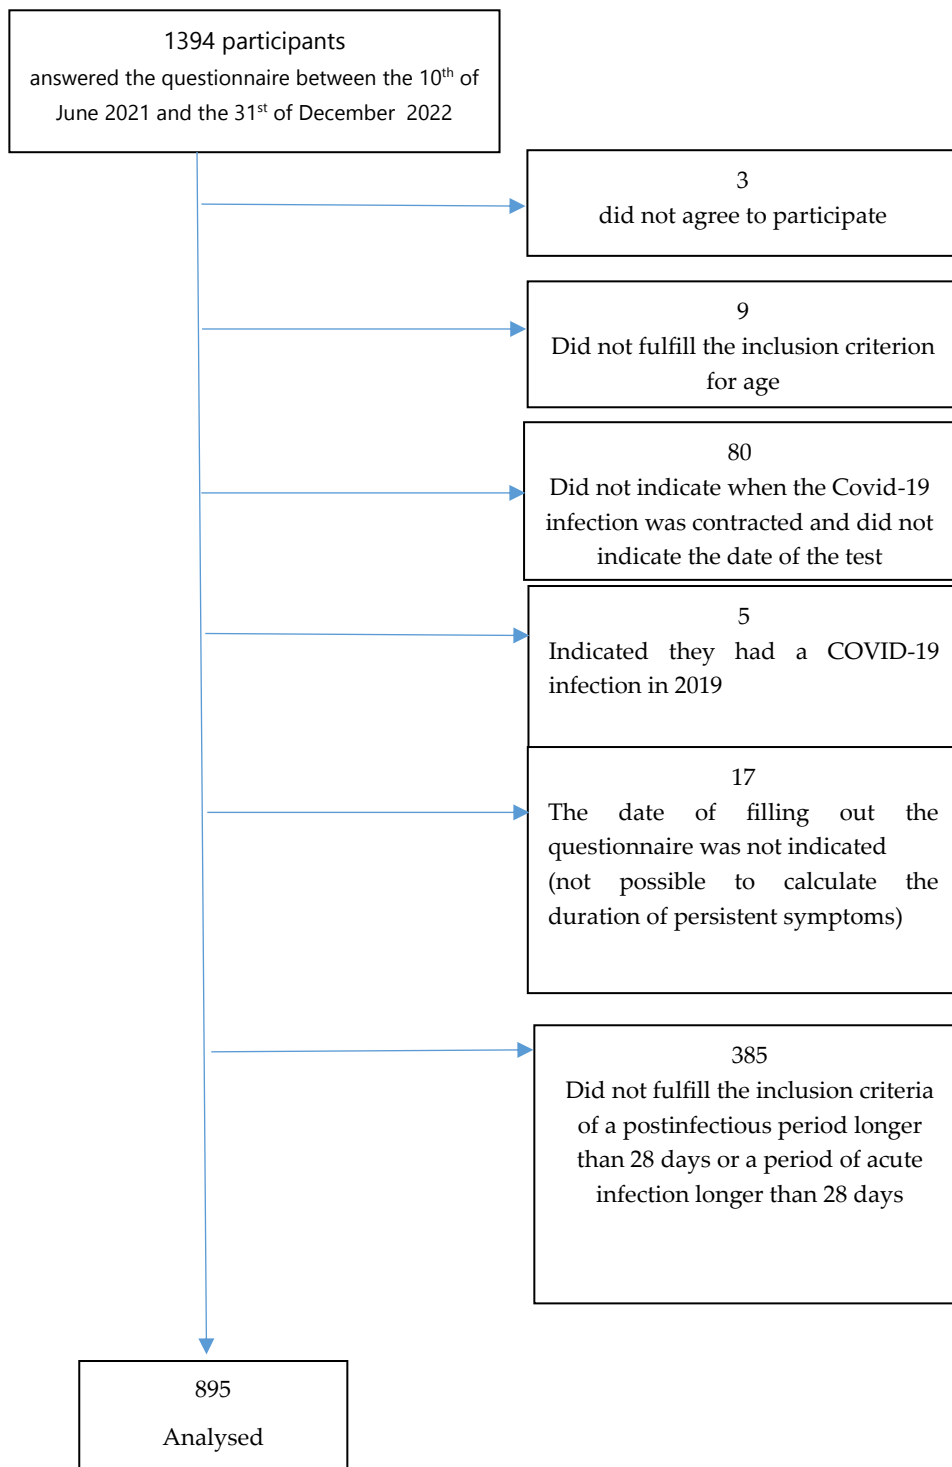 1394 participants
answered the questionnaire between the 10th of
June 2021 and the 31st of December 2022
3
did not agree to participate
9
Did not fulfill the inclusion criterion
for age
80
Did not indicate when the Covid-19
infection was contracted and did not
indicate the date of the test
5
Indicated they had a COVID-19
infection in 2019
17
The date of filling out the
questionnaire was not indicated
(not possible to calculate the
duration of persistent symptoms)
385
Did not fulfill the inclusion criteria
of a postinfectious period longer
than 28 days or a period of acute
infection longer than 28 days
895
Analysed